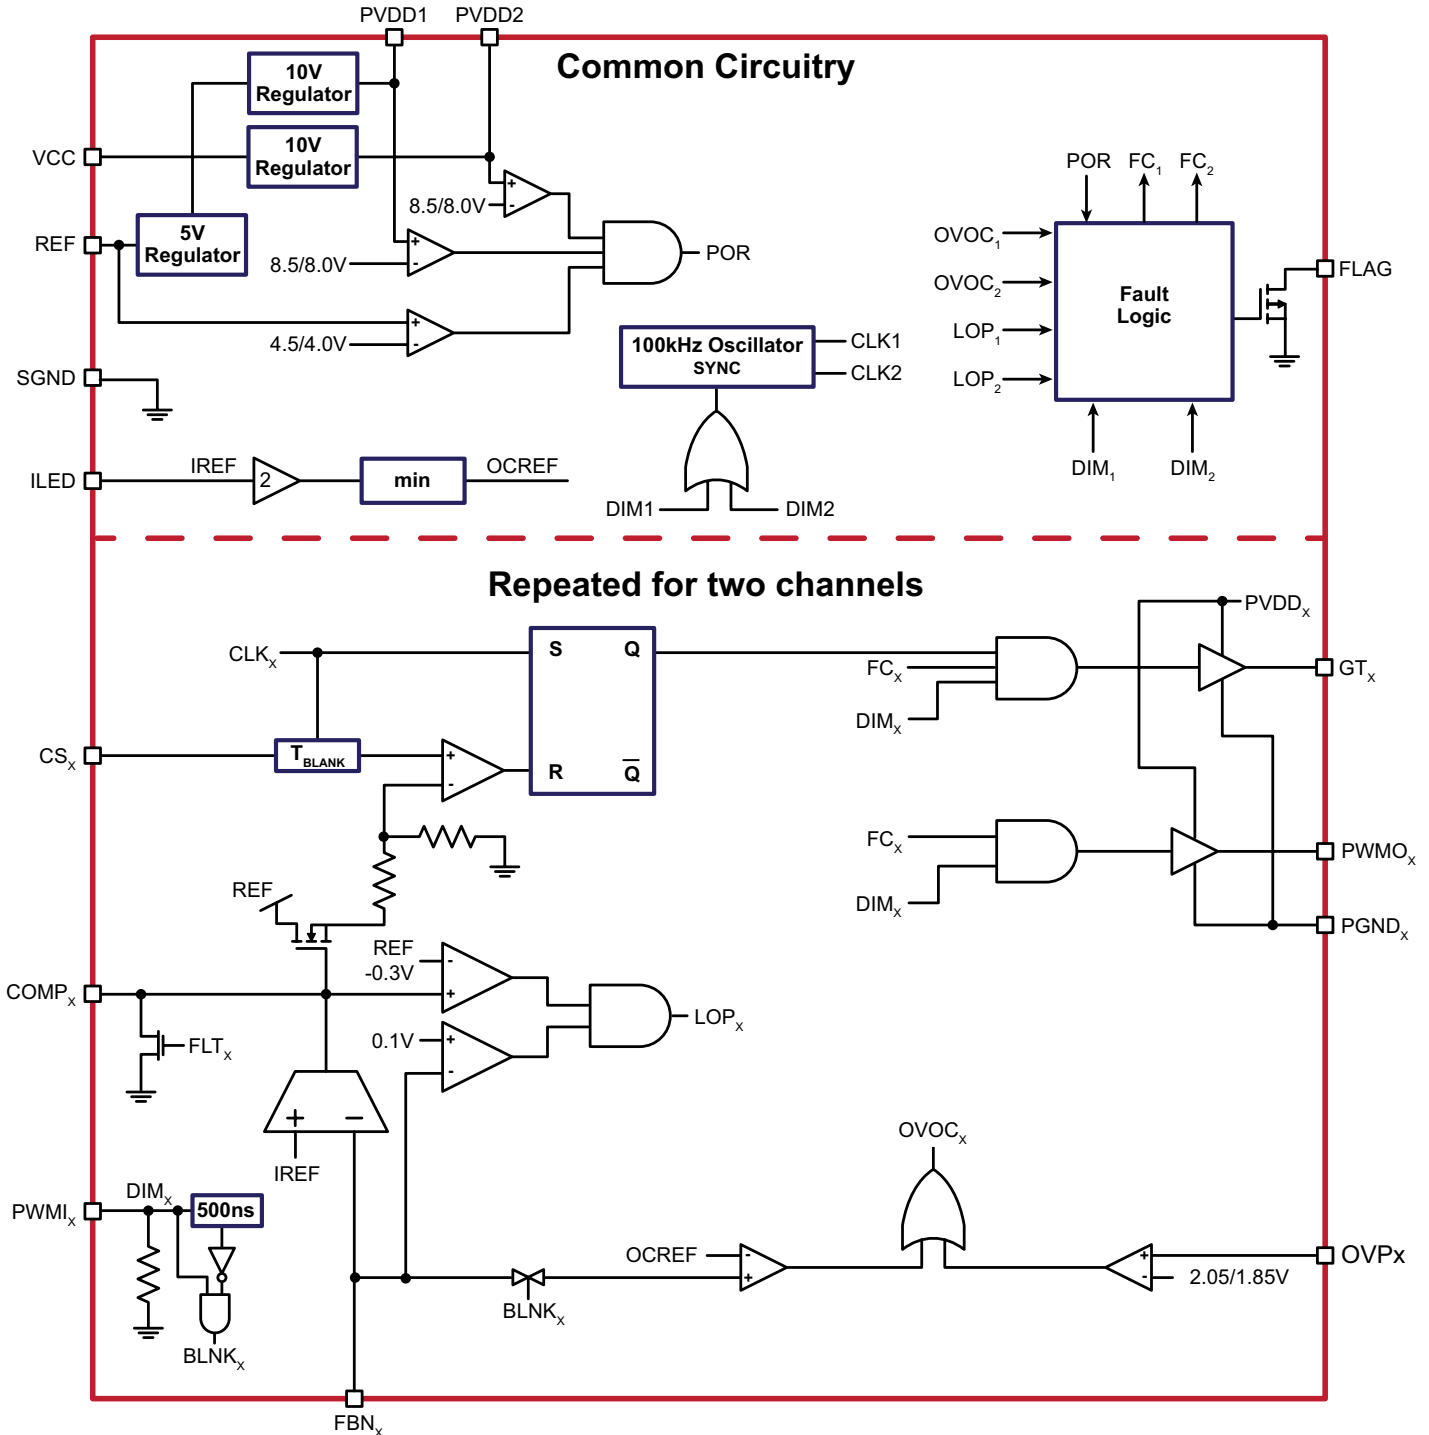 PVDD1 PVDD2
Common Circuitry
10V
Regulator
VCC
10V
Regulator
8.5/8.0V
+
-
REF
5V
Regulator
8.5/8.0V
+
-
POR
4.5/4.0V
+
-
SGND
100kHz Oscillator
SYNC
CLK1
CLK2
DIM1 DIM2
ILED
IREF
2
min
OCREF
POR FC1 FC2
OVOC1
OVOC2
LOP1
LOP2
Fault
Logic
FLAG
DIM1 DIM2
Repeated for two channels
PVDDX
CLKX
S Q
R Q̅
FCX
DIMX
GTX
CSX
TBLANK
+
-
FCX
DIMX
PWMOX
PGNDX
REF
REF
-0.3V
-
+
COMPX
LOPX
0.1V
+
-
FLTX
+ −
IREF
OVOCX
PWMIX
DIMX
500ns
BLNKX
OCREF
-
+
BLNKX
+
-
2.05/1.85V
OVPx
FBNX